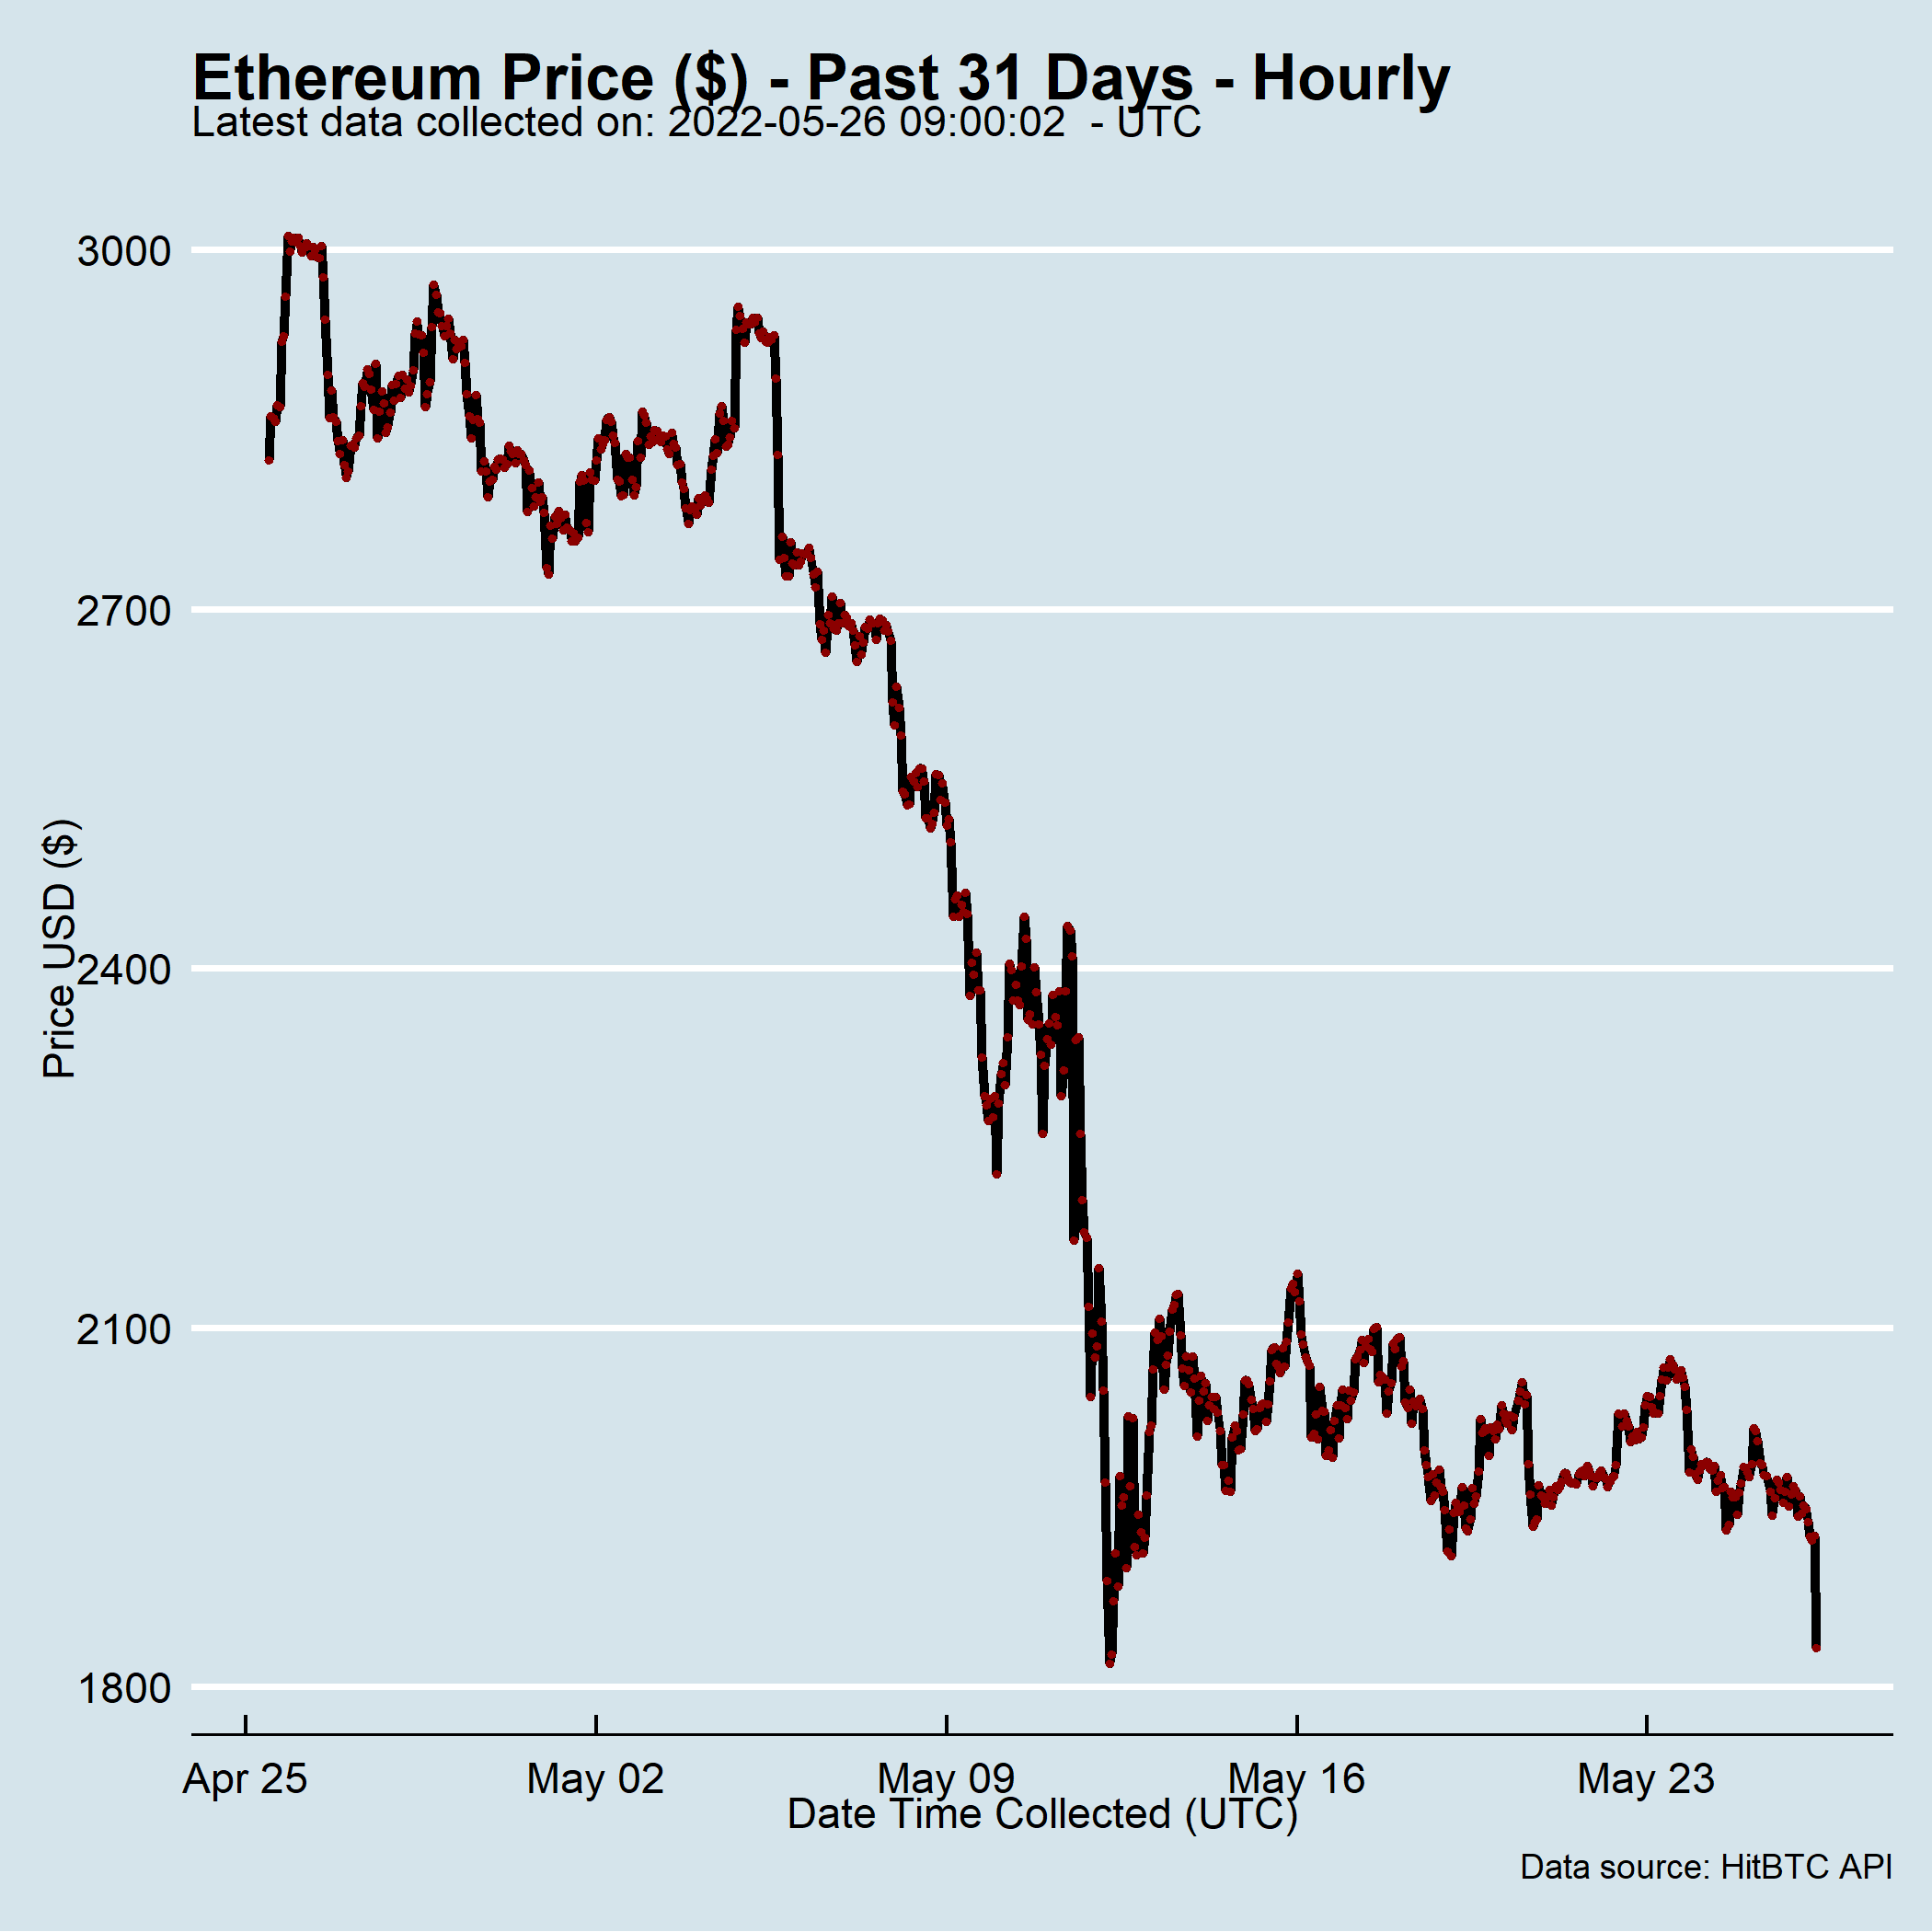 Ethereum Price ($) - Past 31 Days - Hourly
Latest data collected on: 2022-05-26 09:00:02  - UTC
3000
2700
2400
2100
1800
Price USD ($)
Apr 25
May 02
May 09
May 16
May 23
Date Time Collected (UTC)
Data source: HitBTC API